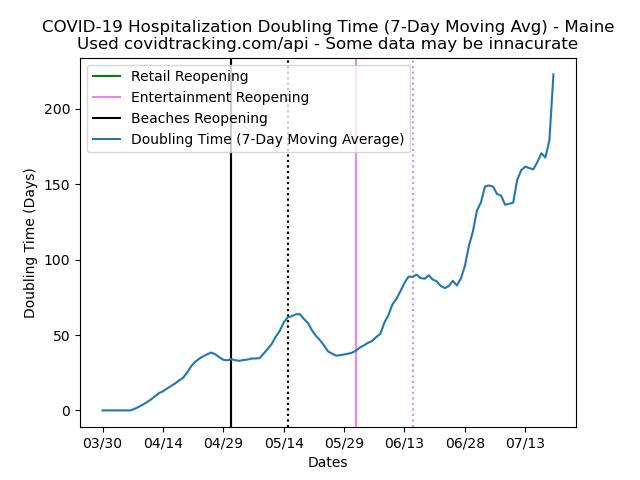 COVID-19 Hospitalization Doubling Time (7-Day Moving Avg) - Maine
Used covidtracking.com/api - Some data may be innacurate
Retail Reopening
Entertainment Reopening
Beaches Reopening
Doubling Time (7-Day Moving Average)
Doubling Time (Days)
200
150
100
50
0
03/30 04/14 04/29 05/14 05/29 06/13 06/28 07/13
Dates